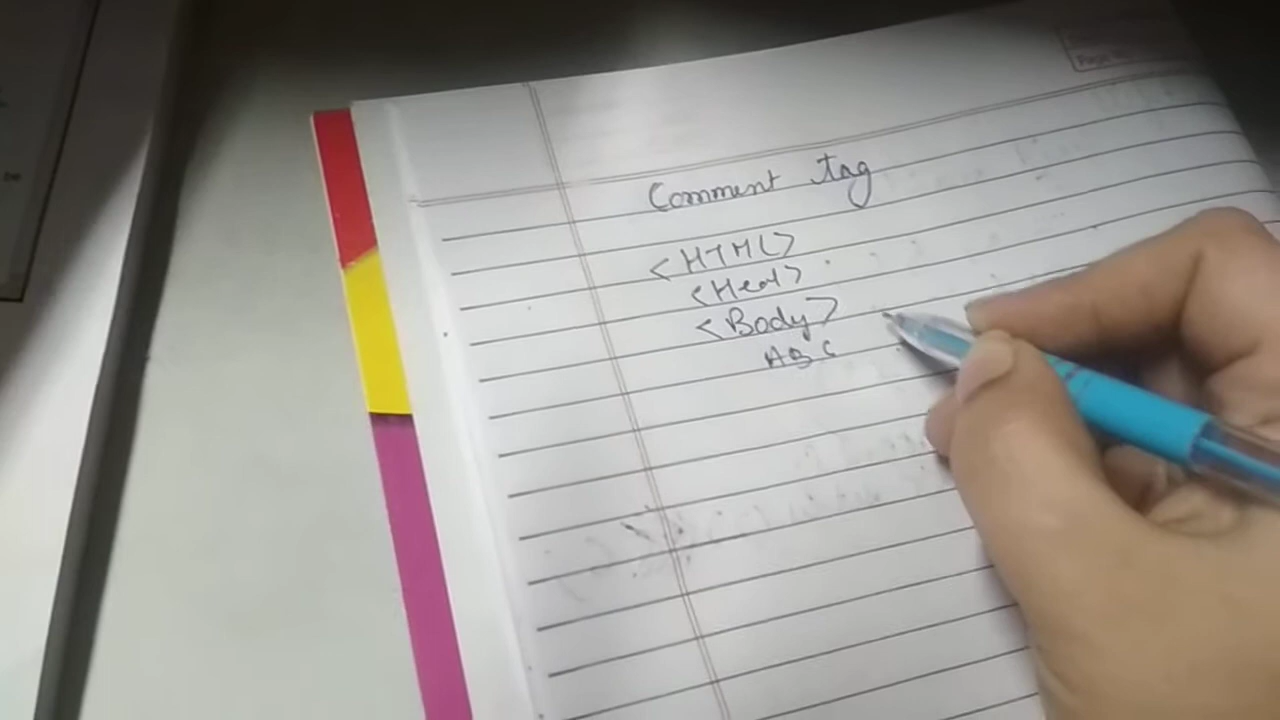 Comment tag
<HTML>
<Head>
<Body>
ABC